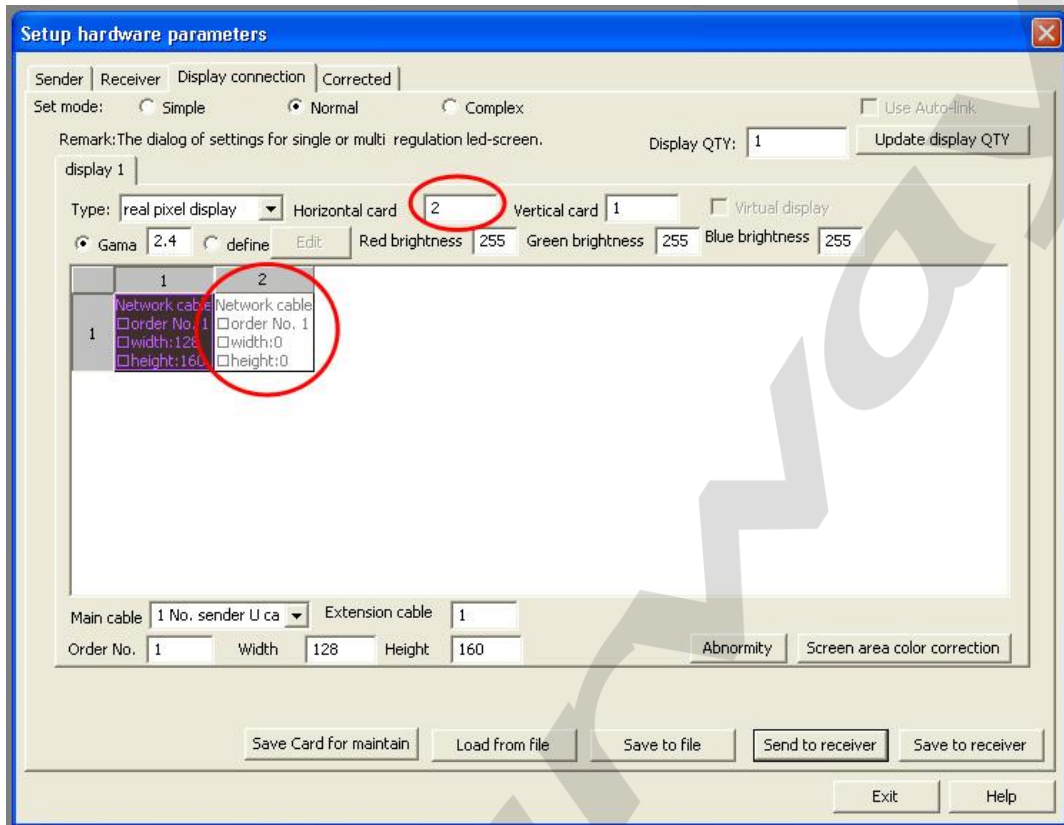 Setup hardware parameters
Sender Receiver Display connection Corrected
Set mode: Simple Normal Complex Use Auto-link
Remark:The dialog of settings for single or multi regulation led-screen. Display QTY: 1 Update display QTY
display 1
Type: real pixel display Horizontal card 2 Vertical card 1 Virtual display
Gama 2.4 define Edit Red brightness 255 Green brightness 255 Blue brightness 255
1 2
Network cable Network cable
order No. 1 order No. 1
1 width:128 width:0
height:160 height:0
Main cable 1 No. sender U ca Extension cable 1
Order No. 1 Width 128 Height 160 Abnormity Screen area color correction
Save Card for maintain Load from file Save to file Send to receiver Save to receiver
Exit Help